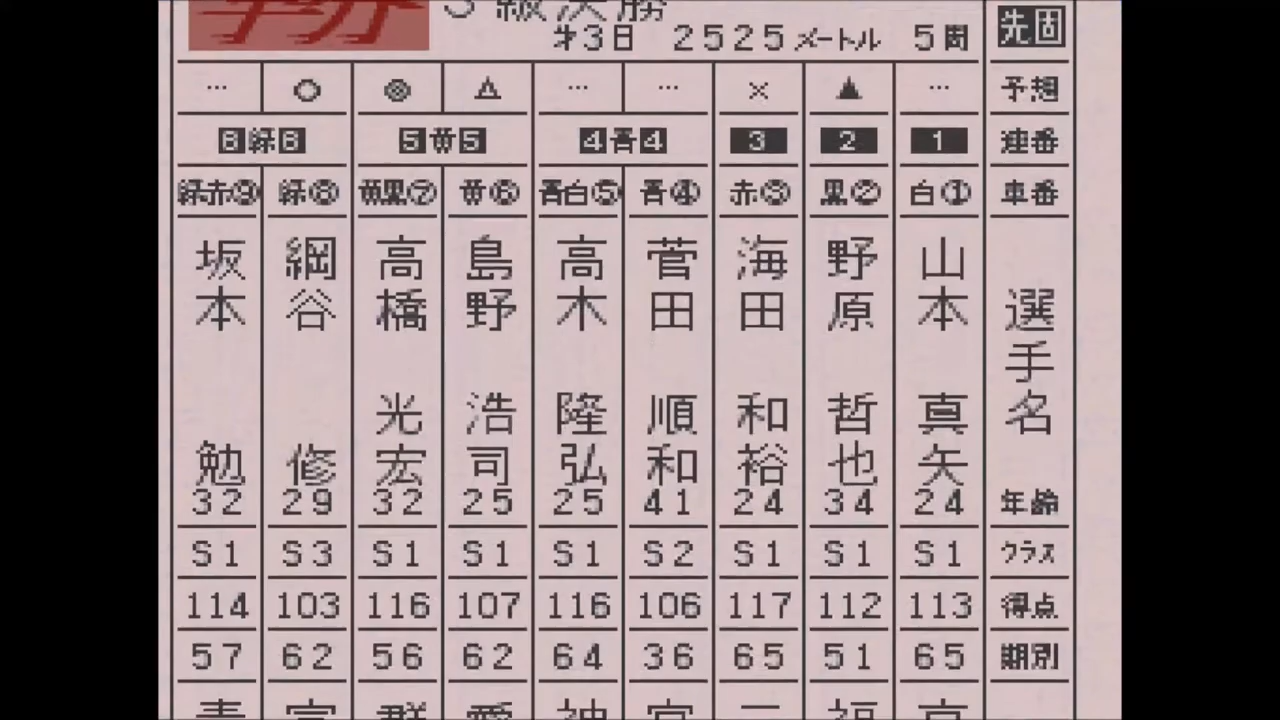 S級決勝
才3日 2525メートル 5周
先固
… ○ ◎ △ … … × ▲ … 予想
6緑6 5黄5 4青4 3 2 1 連番
緑赤⑨ 緑⑧ 黄黒⑦ 黄⑥ 青白⑤ 青④ 赤③ 黒② 白① 車番
選手名
山本 真矢
野原 哲也
海田 和裕
菅田 順和
高木 隆弘
島野 浩司
高橋 光宏
綱谷 修
坂本 勉
32 29 32 25 25 41 24 34 24 年齢
S1 S3 S1 S1 S1 S2 S1 S1 S1 クラス
114 103 116 107 116 106 117 112 113 得点
57 62 56 62 64 36 65 51 65 期別